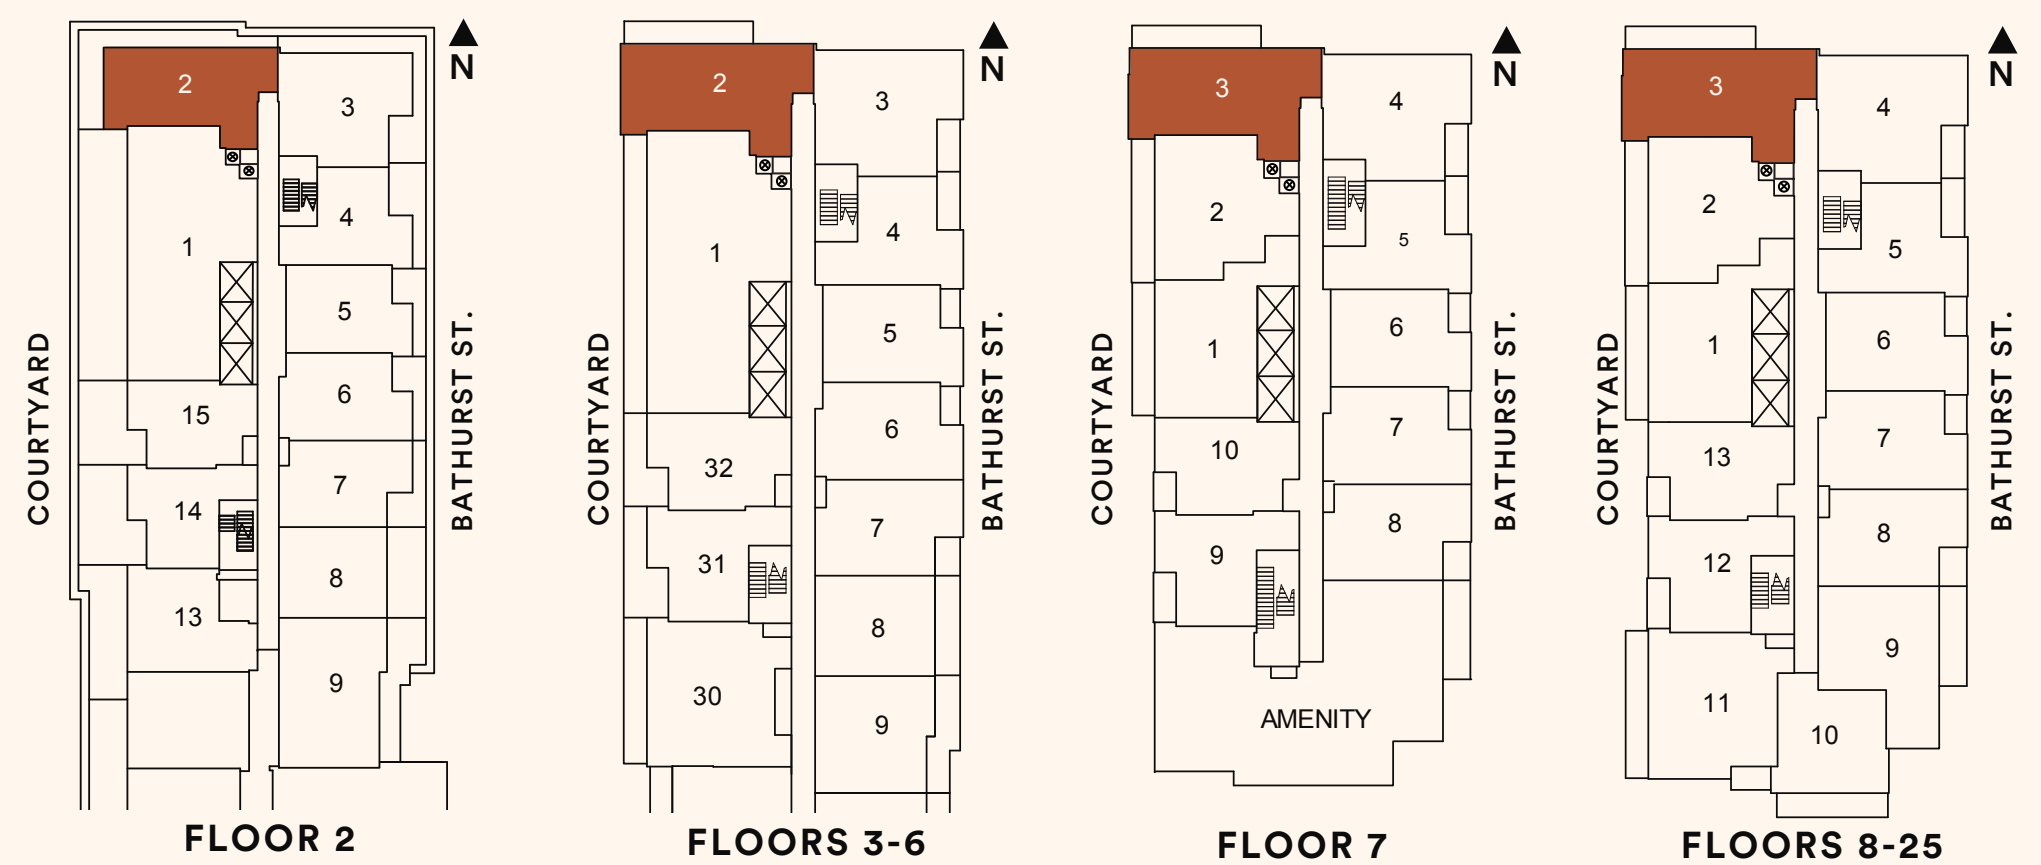 N
2
3
1
4
5
6
15
7
14
8
13
9
COURTYARD
BATHURST ST.
FLOOR 2
N
2
3
1
4
5
6
32
7
31
8
30
9
COURTYARD
BATHURST ST.
FLOORS 3-6
N
3
4
2
5
6
1
7
10
8
9
AMENITY
COURTYARD
BATHURST ST.
FLOOR 7
N
3
4
2
5
6
1
7
13
8
12
9
11
10
COURTYARD
BATHURST ST.
FLOORS 8-25